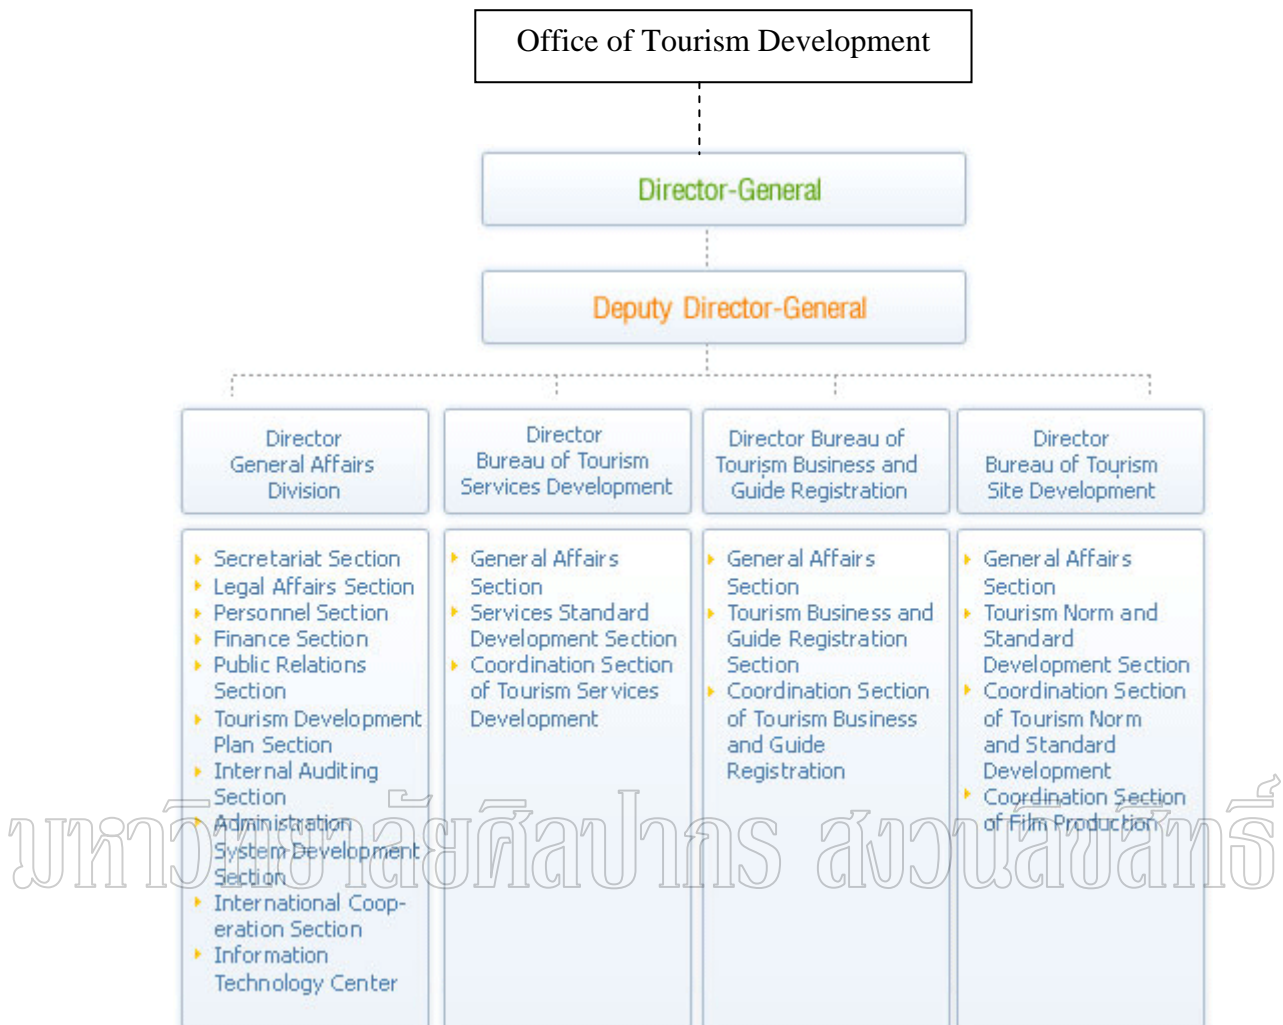 Office of Tourism Development
Director-General
Deputy Director-General
Director
General Affairs
Division
Secretariat Section
Legal Affairs Section
Personnel Section
Finance Section
Public Relations
Section
Tourism Development
Plan Section
Internal Auditing
Section
Administration
System Development
Section
International Coop-
eration Section
Information
Technology Center
Director
Bureau of Tourism
Services Development
General Affairs
Section
Services Standard
Development Section
Coordination Section
of Tourism Services
Development
Director Bureau of
Tourism Business and
Guide Registration
General Affairs
Section
Tourism Business and
Guide Registration
Section
Coordination Section
of Tourism Business
and Guide
Registration
Director
Bureau of Tourism
Site Development
General Affairs
Section
Tourism Norm and
Standard
Development Section
Coordination Section
of Tourism Norm
and Standard
Development
Coordination Section
of Film Production
มหาวิทยาลัยศิลปากร สงวนลิขสิทธิ์